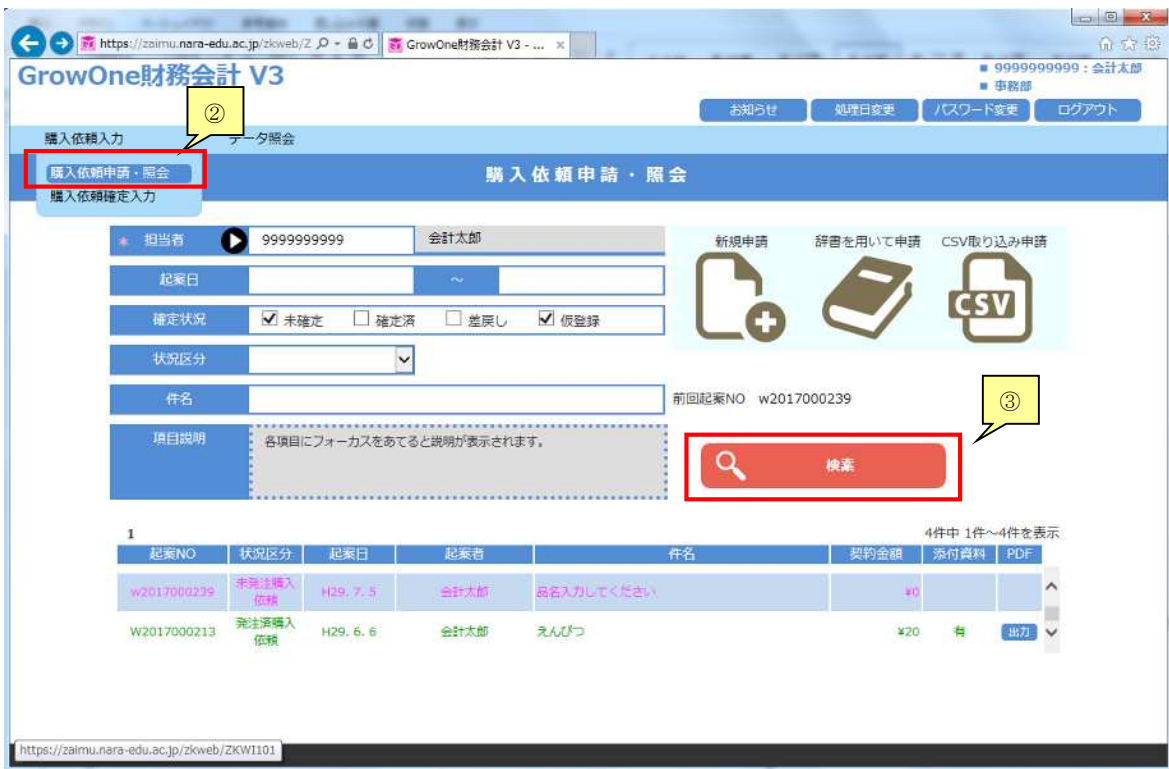 https://zaimu.nara-edu.ac.jp/zkweb/Z
GrowOne財務会計 V3 - ...
GrowOne財務会計 V3
9999999999：会計太郎
事務部
お知らせ 処理日変更 パスワード変更 ログアウト
②
購入依頼入力 データ照会
購入依頼申請・照会
購入依頼申請・照会
購入依頼確定入力
* 担当者 9999999999 会計太郎
起案日 ～
確定状況 未確定 確定済 差戻し 仮登録
状況区分
件名
項目説明 各項目にフォーカスをあてると説明が表示されます。
新規申請 辞書を用いて申請 CSV取り込み申請
CSV
前回起案NO w2017000239
③
検索
1 4件中 1件～4件を表示
起案NO 状況区分 起案日 起案者 件名 契約金額 添付資料 PDF
w2017000239 未発注購入依頼 H29. 7. 5 会計太郎 品名入力してください ¥0
W2017000213 発注済購入依頼 H29. 6. 6 会計太郎 えんぴつ ¥20 有 出力
https://zaimu.nara-edu.ac.jp/zkweb/ZKWI101